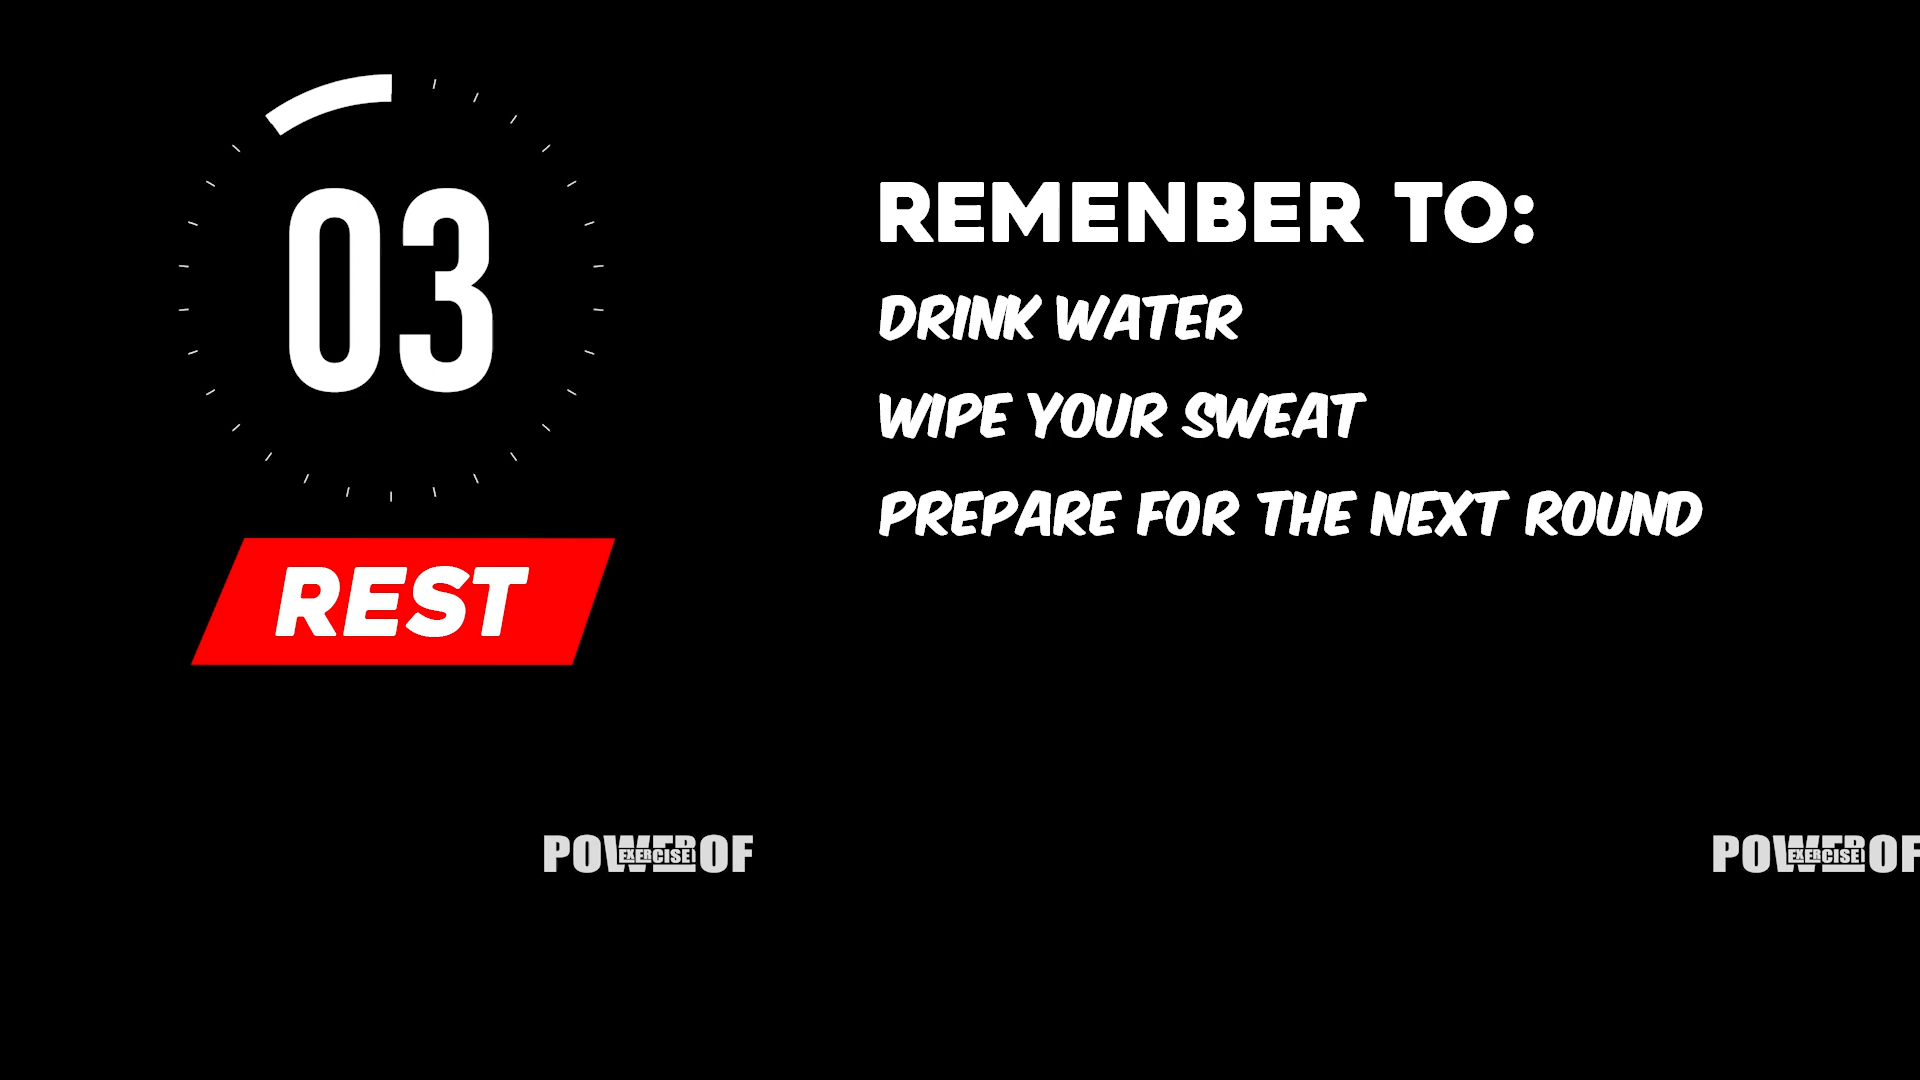 03
REST
REMENBER TO:
DRINK WATER
WIPE YOUR SWEAT
PREPARE FOR THE NEXT ROUND
POWER OF
EXERCISE
POWER OF
EXERCISE